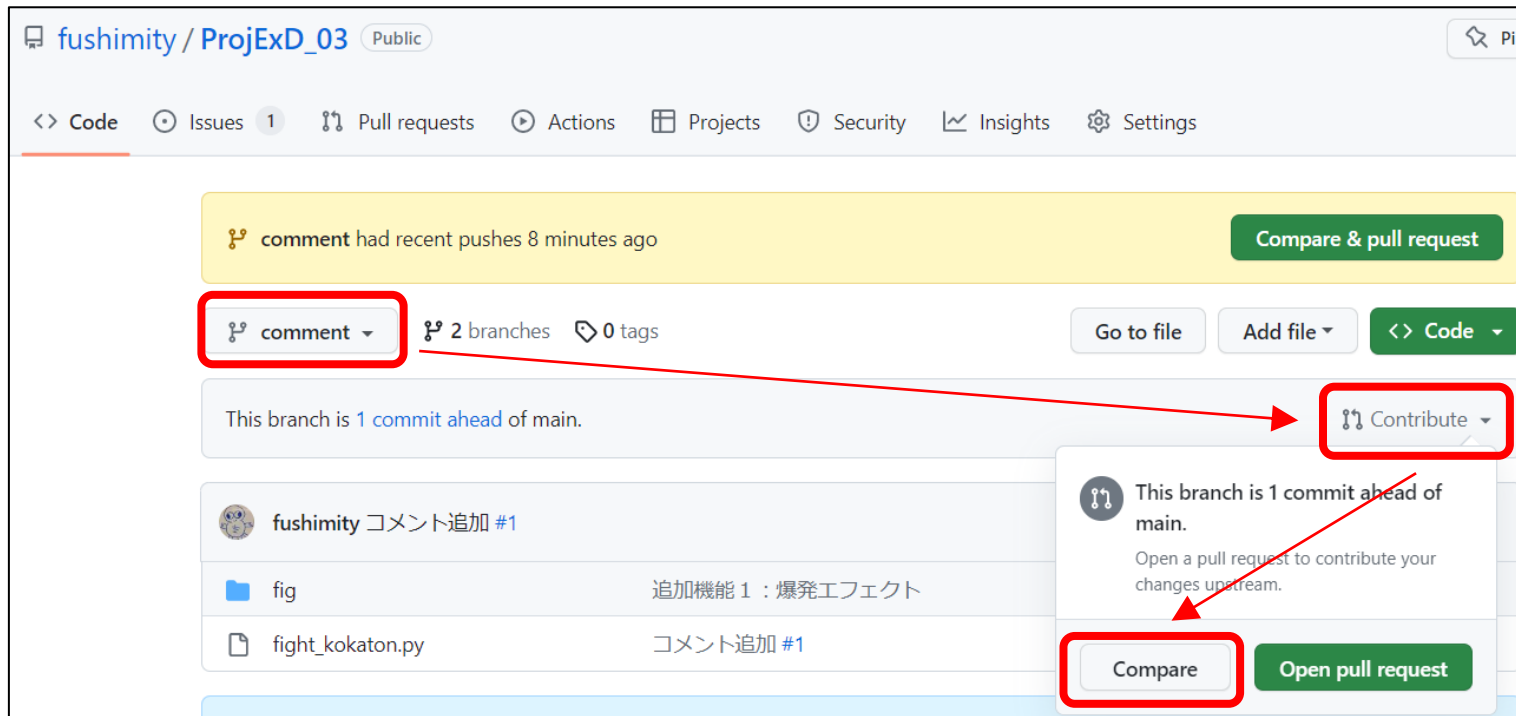 fushimity / ProjExD_03 Public
Pi
<> Code Issues 1 Pull requests Actions Projects Security Insights Settings
comment had recent pushes 8 minutes ago Compare & pull request
comment 2 branches 0 tags Go to file Add file <> Code
This branch is 1 commit ahead of main. Contribute
This branch is 1 commit ahead of
main.
Open a pull request to contribute your
changes upstream.
Compare Open pull request
fushimity コメント追加 #1
fig 追加機能１：爆発エフェクト
fight_kokaton.py コメント追加 #1